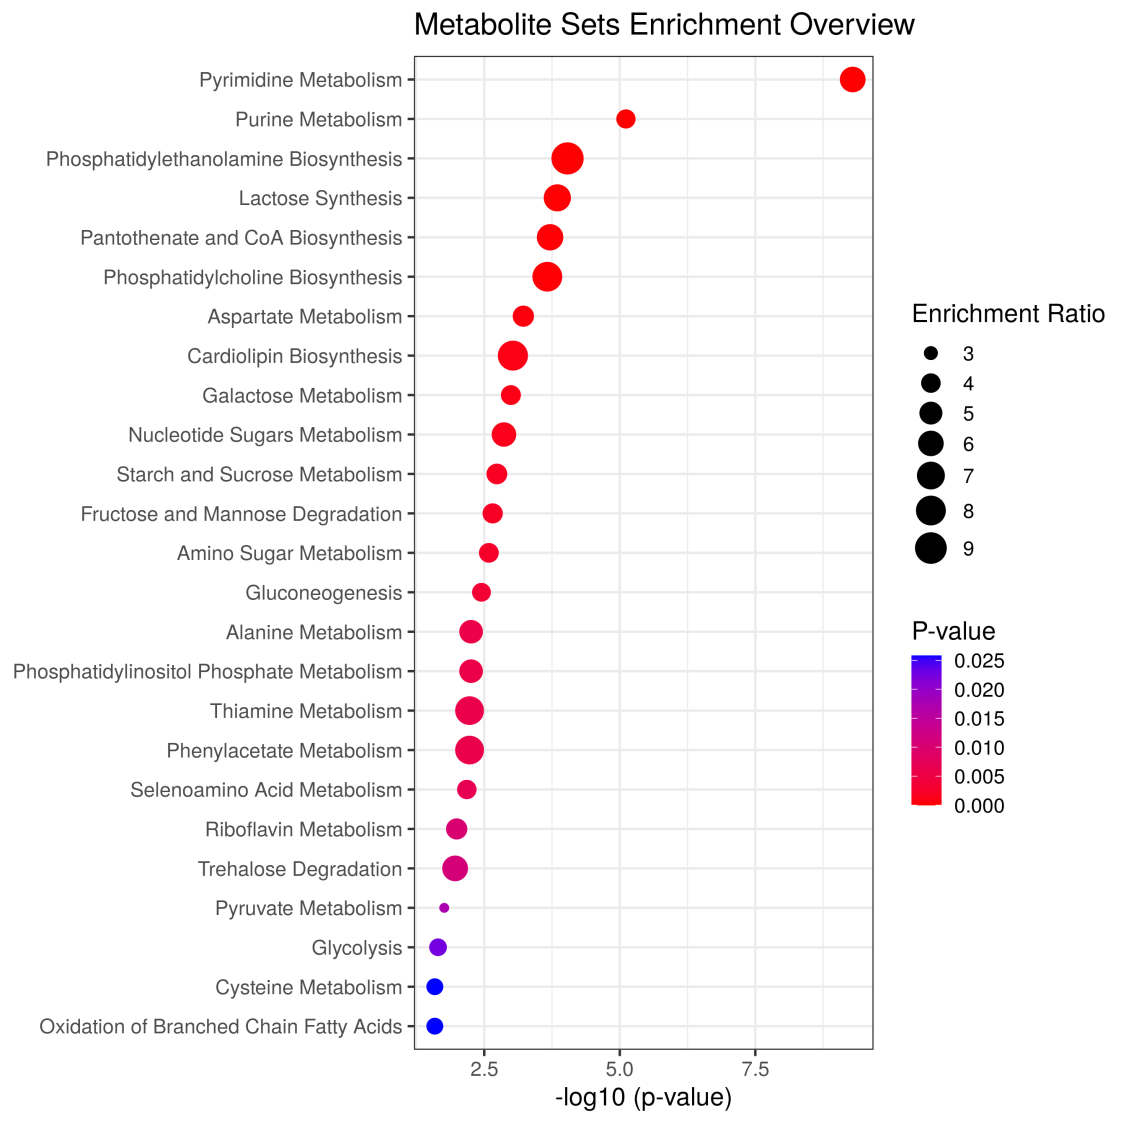 Metabolite Sets Enrichment Overview
Pyrimidine Metabolism
Purine Metabolism
Phosphatidylethanolamine Biosynthesis
Lactose Synthesis
Pantothenate and CoA Biosynthesis
Phosphatidylcholine Biosynthesis
Aspartate Metabolism
Cardiolipin Biosynthesis
Galactose Metabolism
Nucleotide Sugars Metabolism
Starch and Sucrose Metabolism
Fructose and Mannose Degradation
Amino Sugar Metabolism
Gluconeogenesis
Alanine Metabolism
Phosphatidylinositol Phosphate Metabolism
Thiamine Metabolism
Phenylacetate Metabolism
Selenoamino Acid Metabolism
Riboflavin Metabolism
Trehalose Degradation
Pyruvate Metabolism
Glycolysis
Cysteine Metabolism
Oxidation of Branched Chain Fatty Acids
2.5 5.0 7.5
-log10 (p-value)
Enrichment Ratio
3
4
5
6
7
8
9
P-value
0.025
0.020
0.015
0.010
0.005
0.000